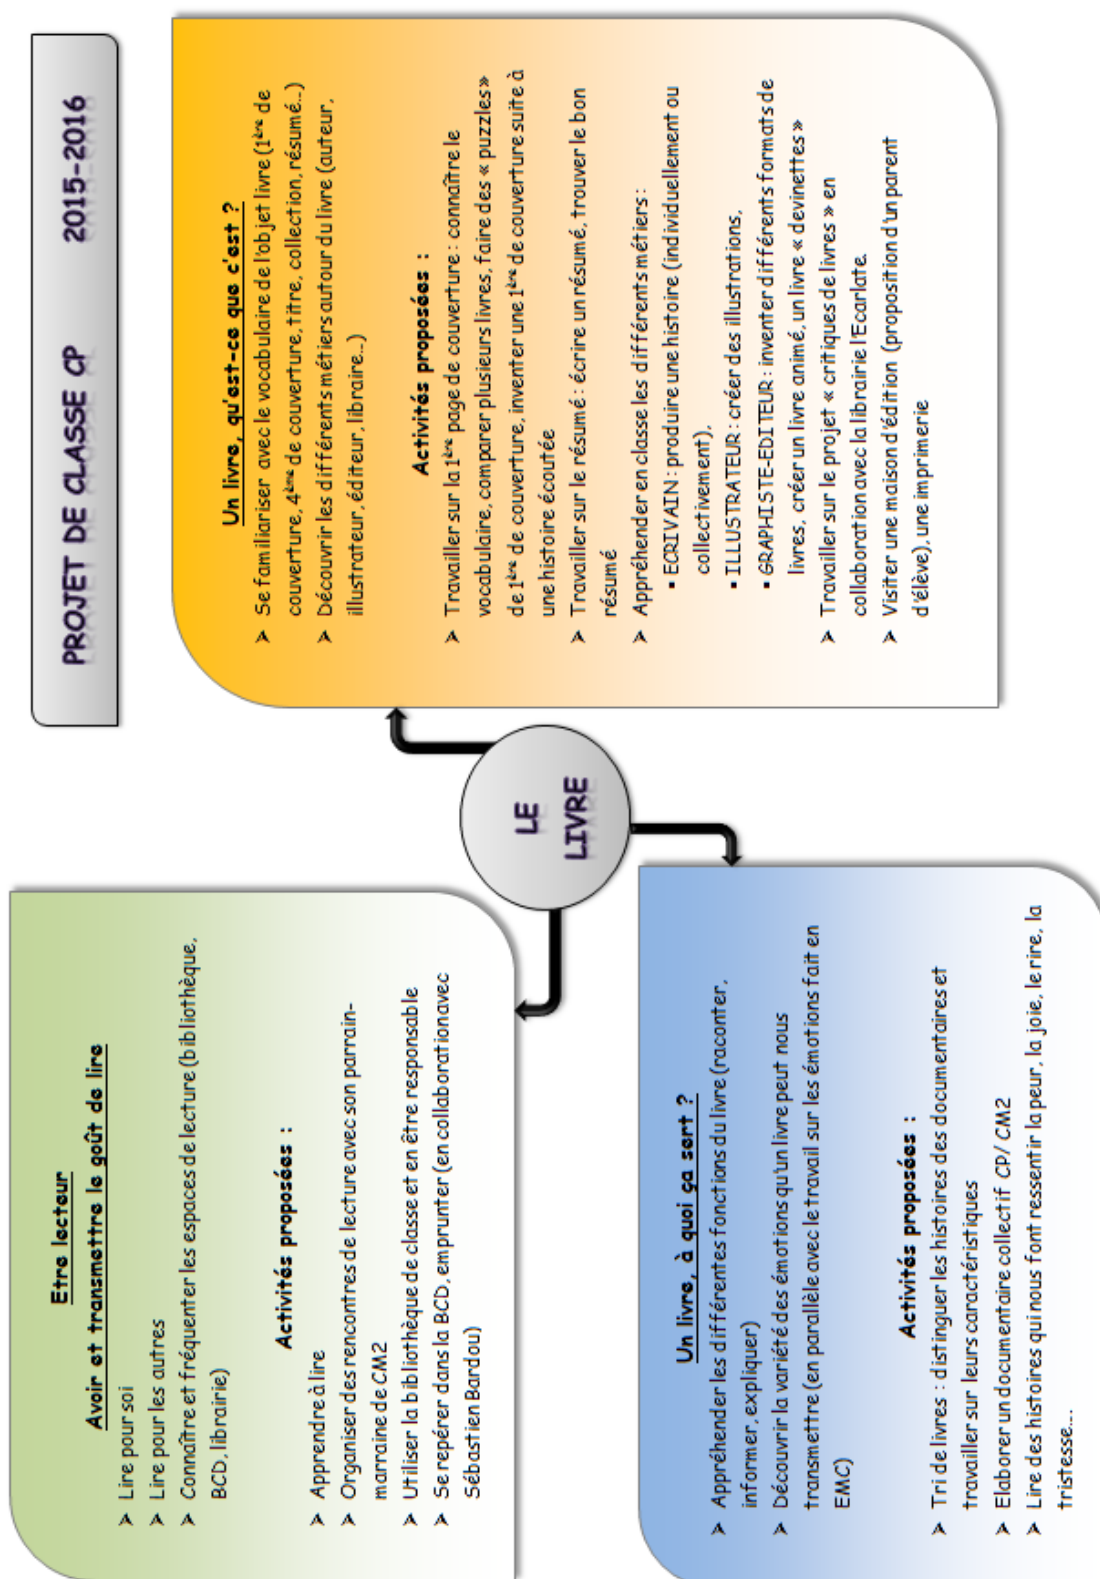 PROJET DE CLASSE CP 2015-2016
Etre lecteur
Avoir et transmettre le goût de lire
➢ Lire pour soi
➢ Lire pour les autres
➢ Connaître et fréquenter les espaces de lecture (bibliothèque,
BCD, librairie)
Activités proposées :
➢ Apprendre à lire
➢ Organiser des rencontres de lecture avec son parrain-
marraine de CM2
➢ Utiliser la bibliothèque de classe et en être responsable
➢ Se repérer dans la BCD, emprunter (en collaboration avec
Sébastien Bardou)
LE
LIVRE
Un livre, qu'est-ce que c'est ?
➢ Se familiariser avec le vocabulaire de l'objet livre (1ère de
couverture, 4ème de couverture, titre, collection, résumé…)
➢ Découvrir les différents métiers autour du livre (auteur,
illustrateur, éditeur, libraire…)
Activités proposées :
➢ Travailler sur la 1ère page de couverture : connaître le
vocabulaire, comparer plusieurs livres, faire des « puzzles »
de 1ère de couverture, inventer une 1ère de couverture suite à
une histoire écoutée
➢ Travailler sur le résumé : écrire un résumé, trouver le bon
résumé
➢ Appréhender en classe les différents métiers :
▪ ECRIVAIN : produire une histoire (individuellement ou
collectivement),
▪ ILLUSTRATEUR : créer des illustrations,
▪ GRAPHISTE-EDITEUR : inventer différents formats de
livres, créer un livre animé, un livre « devinettes »
➢ Travailler sur le projet « critiques de livres » en
collaboration avec la librairie l'Ecarlate.
➢ Visiter une maison d'édition (proposition d'un parent
d'élève), une imprimerie
Un livre, à quoi ça sert ?
➢ Appréhender les différentes fonctions du livre (raconter,
informer, expliquer)
➢ Découvrir la variété des émotions qu'un livre peut nous
transmettre (en parallèle avec le travail sur les émotions fait en
EMC)
Activités proposées :
➢ Tri de livres : distinguer les histoires des documentaires et
travailler sur leurs caractéristiques
➢ Elaborer un documentaire collectif CP/ CM2
➢ Lire des histoires qui nous font ressentir la peur, la joie, le rire, la
tristesse...